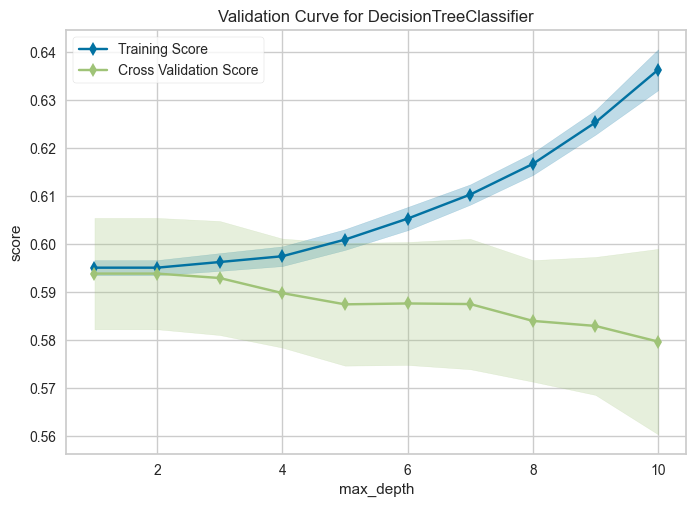 Validation Curve for DecisionTreeClassifier
Training Score
Cross Validation Score
score
0.64
0.63
0.62
0.61
0.60
0.59
0.58
0.57
0.56
2 4 6 8 10
max_depth